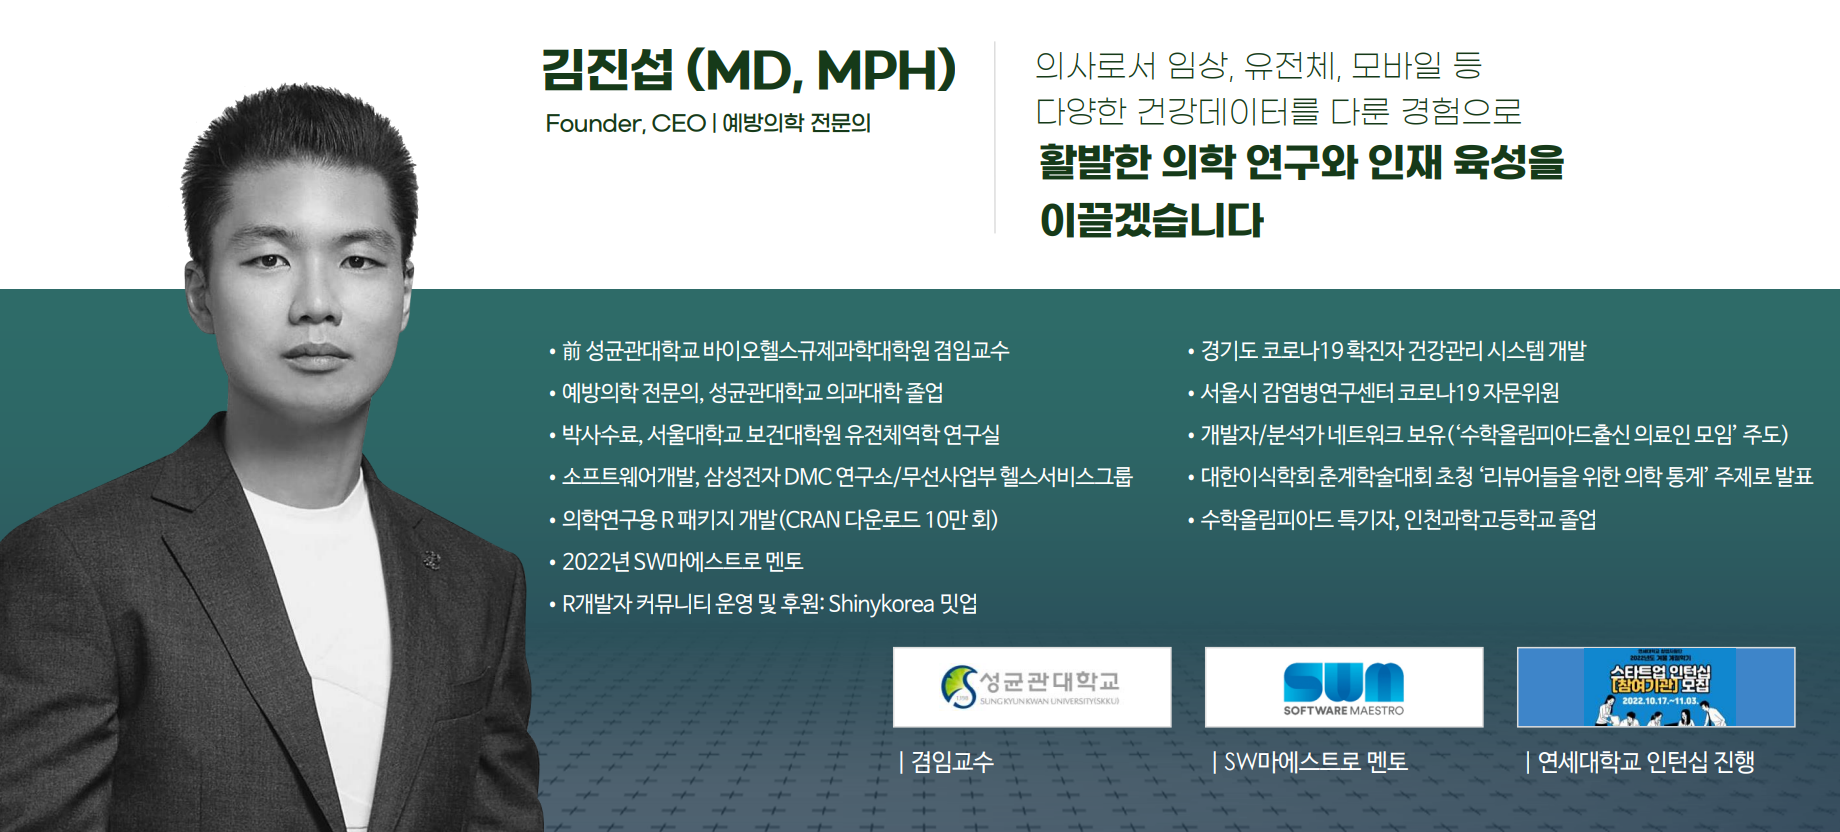 김진섭 (MD, MPH)
Founder, CEO | 예방의학 전문의
의사로서 임상, 유전체, 모바일 등
다양한 건강데이터를 다룬 경험으로
활발한 의학 연구와 인재 육성을
이끌겠습니다
• 前 성균관대학교 바이오헬스규제과학대학원 겸임교수
• 예방의학 전문의, 성균관대학교 의과대학 졸업
• 박사수료, 서울대학교 보건대학원 유전체역학 연구실
• 소프트웨어개발, 삼성전자 DMC 연구소/무선사업부 헬스서비스그룹
• 의학연구용 R 패키지 개발(CRAN 다운로드 10만 회)
• 2022년 SW마에스트로 멘토
• R개발자 커뮤니티 운영 및 후원: Shinykorea 밋업
• 경기도 코로나19 확진자 건강관리 시스템 개발
• 서울시 감염병연구센터 코로나19 자문위원
• 개발자/분석가 네트워크 보유(‘수학올림피아드출신 의료인 모임’ 주도)
• 대한이식학회 춘계학술대회 초청 ‘리뷰어들을 위한 의학 통계’ 주제로 발표
• 수학올림피아드 특기자, 인천과학고등학교 졸업
성균관대학교
SUNG KYUN KWAN UNIVERSITY(SKKU)
| 겸임교수
SWM
SOFTWARE MAESTRO
| SW마에스트로 멘토
2022년도 겨울 계절학기
스타트업 인턴십
[참여기관] 모집
2022.10.17.~11.03.
| 연세대학교 인턴십 진행